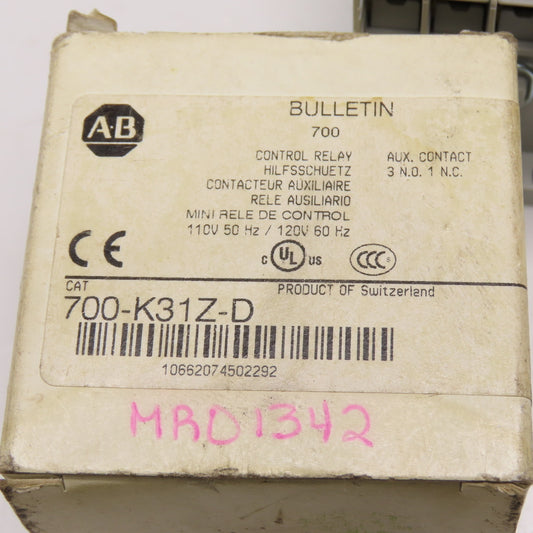 A-B
BULLETIN
700
CONTROL RELAY
HILFSSCHUETZ
CONTACTEUR AUXILIAIRE
RELE AUSILIARIO
MINI RELE DE CONTROL
110V 50 Hz / 120V 60 Hz
AUX. CONTACT
3 N.O. 1 N.C.
CE
c UL us
CCC S
CAT
PRODUCT OF Switzerland
700-K31Z-D
10662074502292
MRO1342